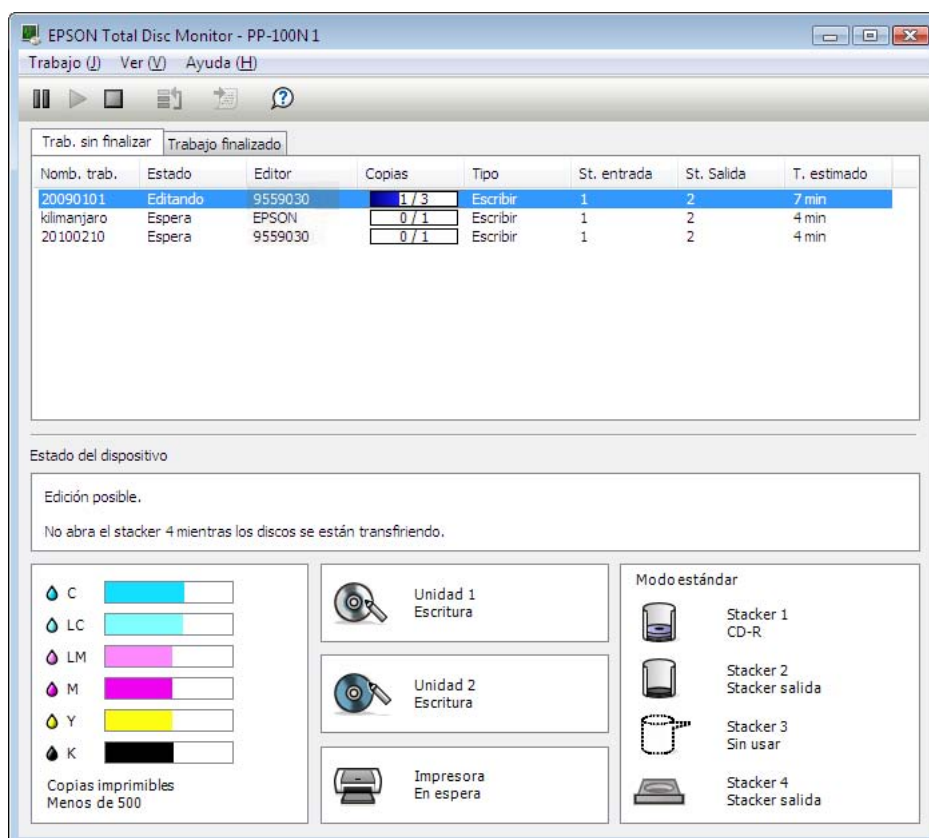 EPSON Total Disc Monitor - PP-100N 1
Trabajo (J) Ver (V) Ayuda (H)
Trab. sin finalizar Trabajo finalizado
Nomb. trab. Estado Editor Copias Tipo St. entrada St. Salida T. estimado
20090101 Editando 9559030 1 / 3 Escribir 1 2 7 min
kilimanjaro Espera EPSON 0 / 1 Escribir 1 2 4 min
20100210 Espera 9559030 0 / 1 Escribir 1 2 4 min
Estado del dispositivo
Edición posible.
No abra el stacker 4 mientras los discos se están transfiriendo.
C
LC
LM
M
Y
K
Copias imprimibles
Menos de 500
Unidad 1
Escritura
Unidad 2
Escritura
Impresora
En espera
Modo estándar
Stacker 1
CD-R
Stacker 2
Stacker salida
Stacker 3
Sin usar
Stacker 4
Stacker salida